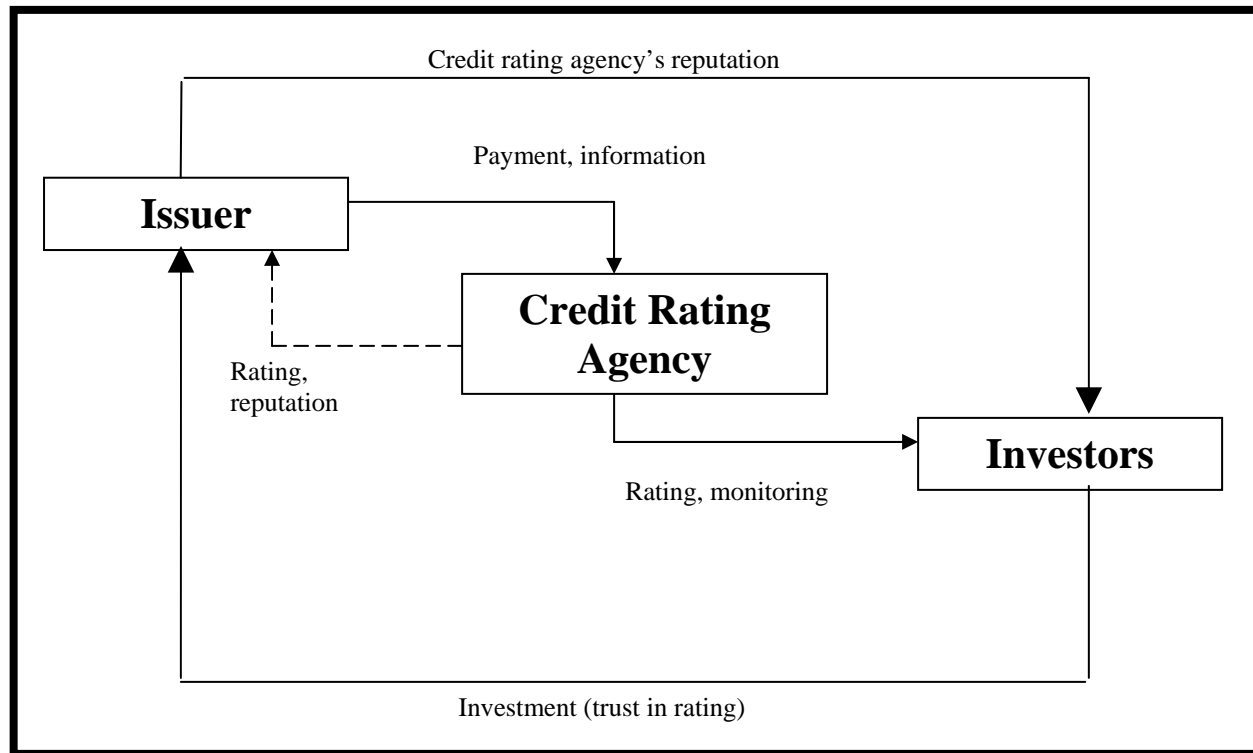 Credit rating agency’s reputation
Payment, information
Issuer
Credit Rating
Agency
Rating,
reputation
Investors
Rating, monitoring
Investment (trust in rating)